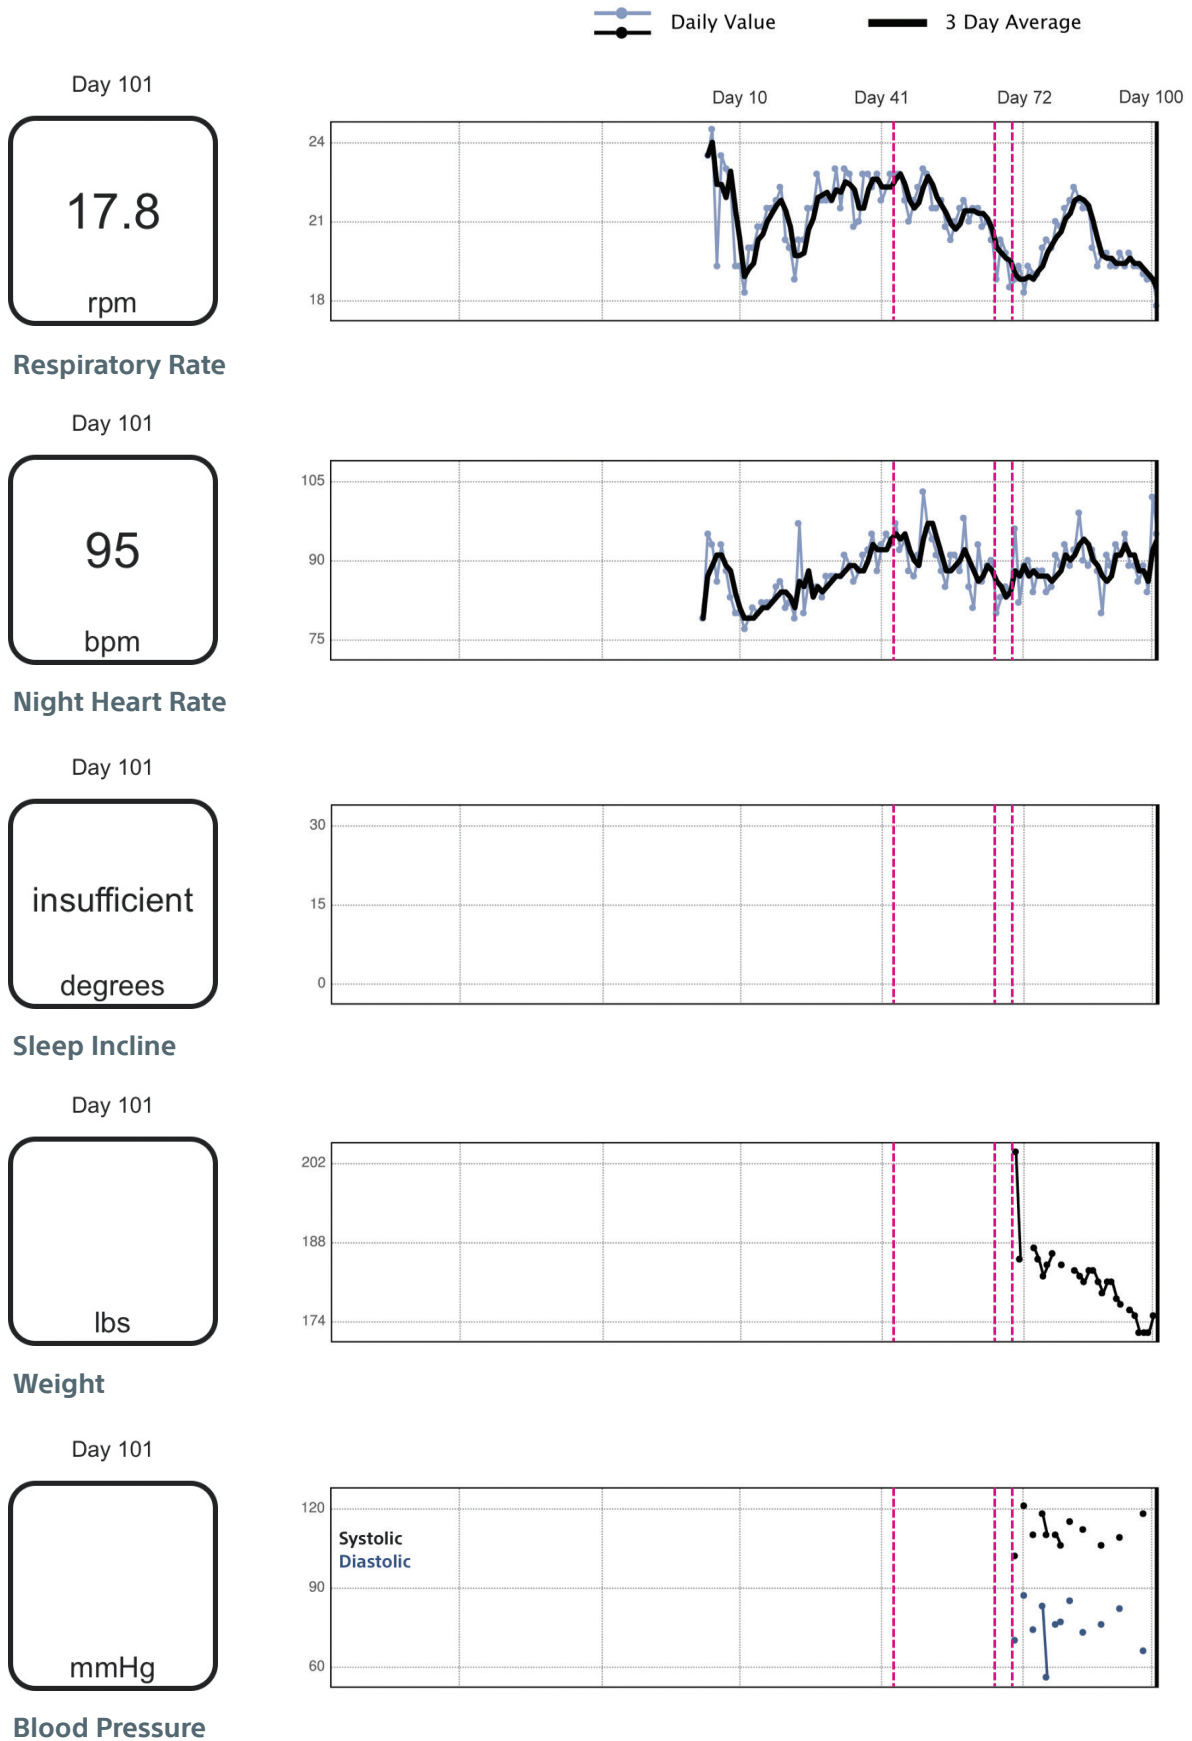 Daily Value 3 Day Average
Day 101
Day 10 Day 41 Day 72 Day 100
24
21
18
17.8
rpm
Respiratory Rate
Day 101
105
90
75
95
bpm
Night Heart Rate
Day 101
30
15
0
insufficient
degrees
Sleep Incline
Day 101
202
188
174
lbs
Weight
Day 101
120
90
60
Systolic
Diastolic
mmHg
Blood Pressure